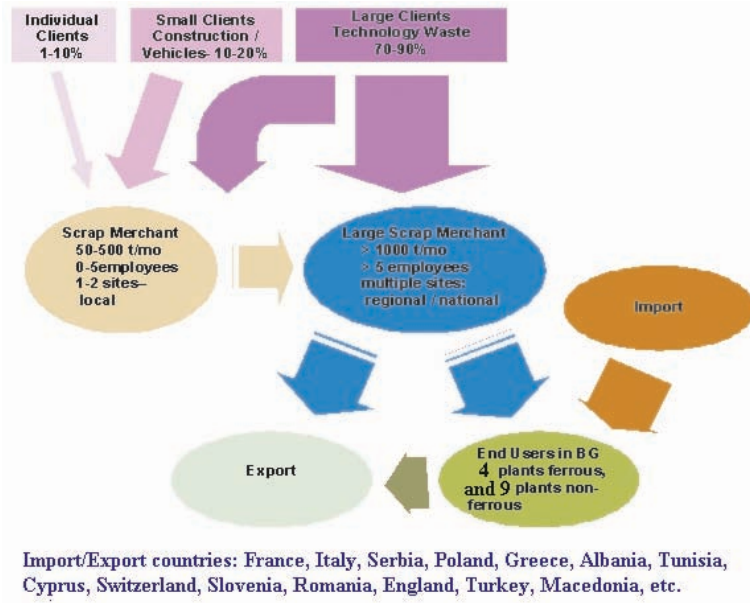 Individual
Clients
1-10%
Small Clients
Construction /
Vehicles- 10-20%
Large Clients
Technology Waste
70-90%
Scrap Merchant
50-500 t/mo
0-5employees
1-2 sites–
local
Large Scrap Merchant
> 1000 t/mo
> 5 employees
multiple sites:
regional / national
Import
Export
End Users in BG
4 plants ferrous,
and 9 plants non-
ferrous
Import/Export countries: France, Italy, Serbia, Poland, Greece, Albania, Tunisia,
Cyprus, Switzerland, Slovenia, Romania, England, Turkey, Macedonia, etc.